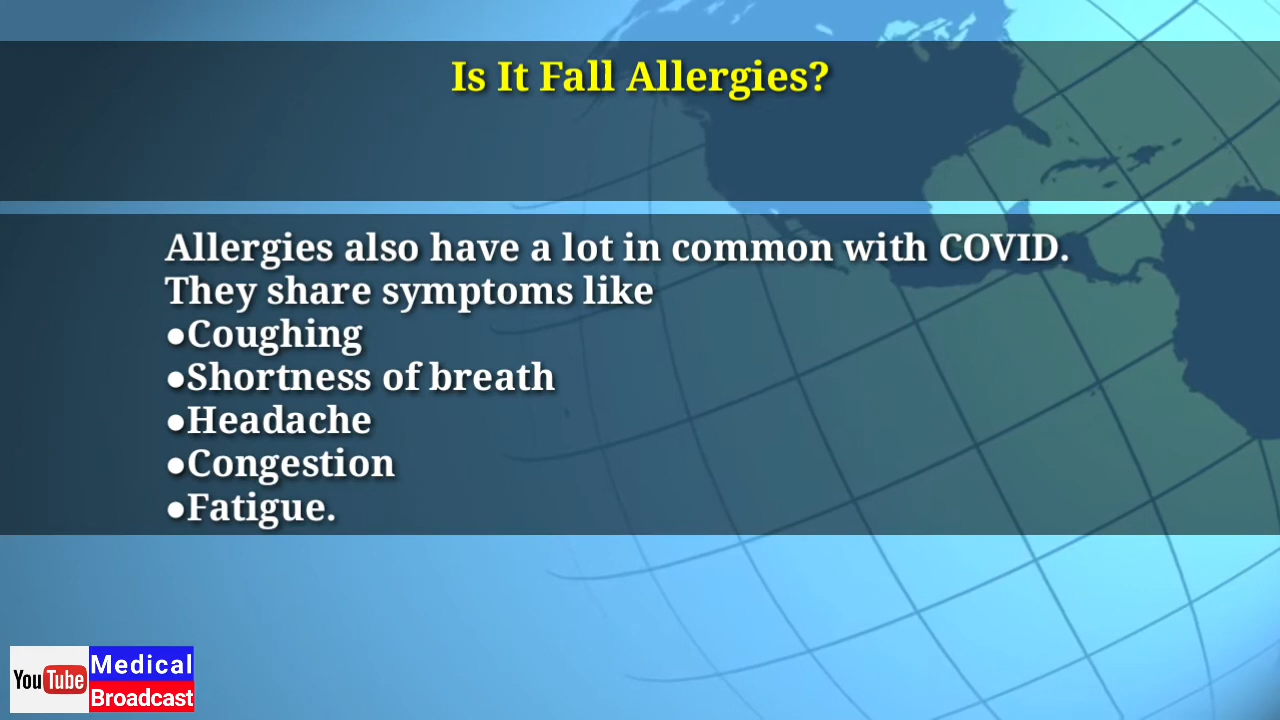 Is It Fall Allergies?
Allergies also have a lot in common with COVID.
They share symptoms like
●Coughing
●Shortness of breath
●Headache
●Congestion
●Fatigue.
YouTube
Medical
Broadcast